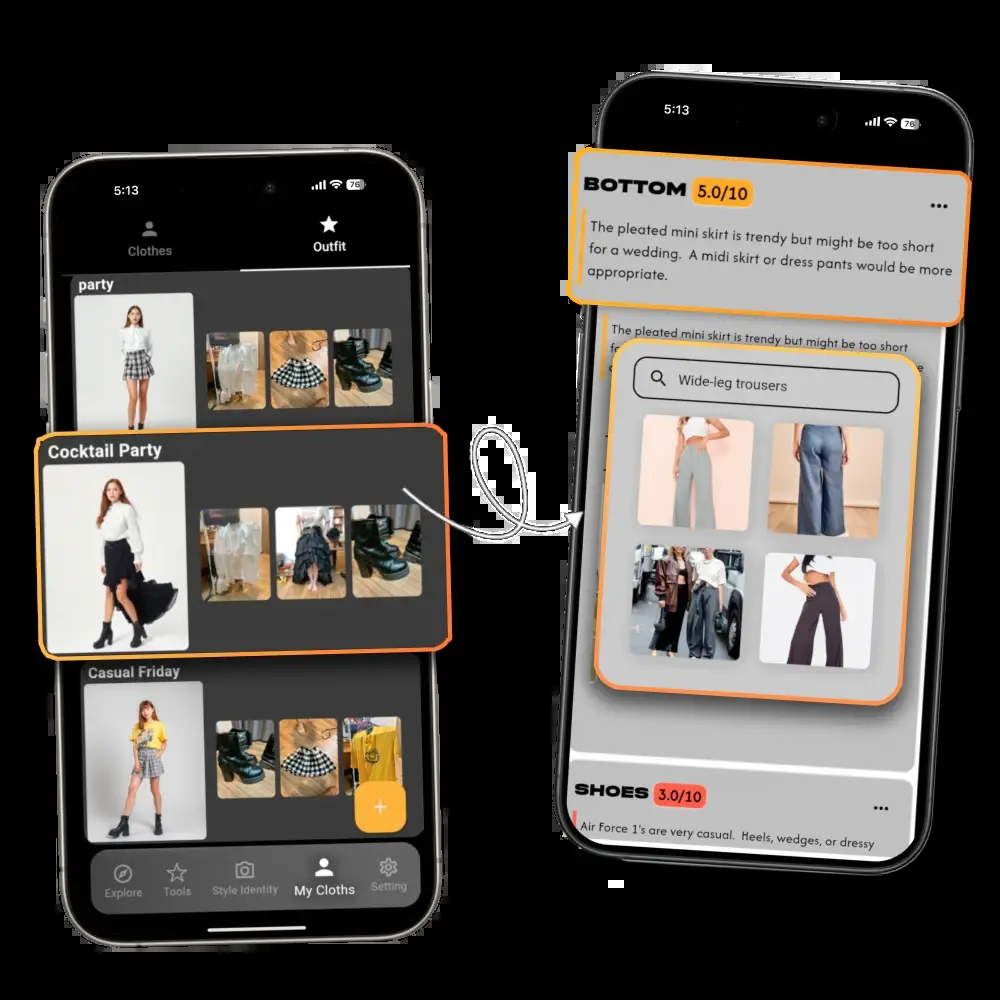 5:13
76
Clothes
Outfit
party
Cocktail Party
Casual Friday
+
Explore
Tools
Style Identity
My Cloths
Setting
5:13
76
BOTTOM 5.0/10
The pleated mini skirt is trendy but might be too short
for a wedding. A midi skirt or dress pants would be more
appropriate.
The pleated mini skirt is trendy but might be too short
Wide-leg trousers
SHOES 3.0/10
Air Force 1's are very casual. Heels, wedges, or dressy